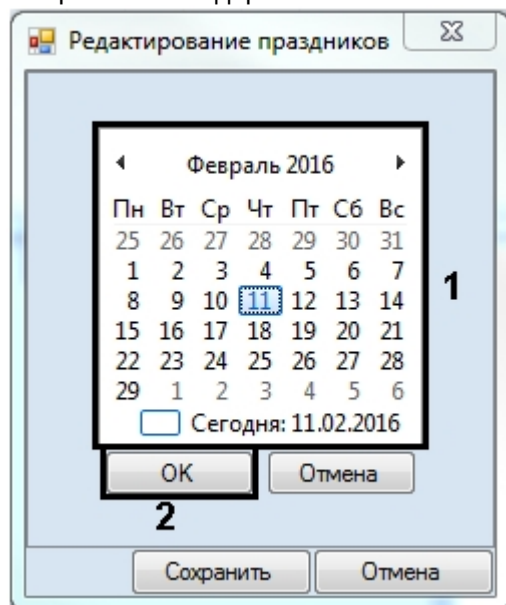 Редактирование праздников
Февраль 2016
Пн Вт Ср Чт Пт Сб Вс
25 26 27 28 29 30 31
1 2 3 4 5 6 7
8 9 10 11 12 13 14
15 16 17 18 19 20 21
22 23 24 25 26 27 28
29 1 2 3 4 5 6
Сегодня: 11.02.2016
1
ОК Отмена
2
Сохранить Отмена